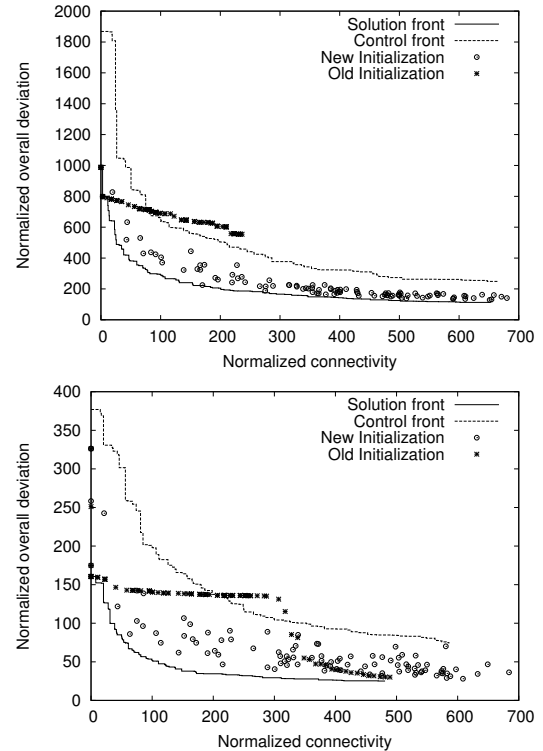 Normalized overall deviation
2000
1800
1600
1400
1200
1000
800
600
400
200
0
Solution front
Control front
New Initialization
Old Initialization
0 100 200 300 400 500 600 700
Normalized connectivity
Normalized overall deviation
400
350
300
250
200
150
100
50
0
Solution front
Control front
New Initialization
Old Initialization
0 100 200 300 400 500 600 700
Normalized connectivity